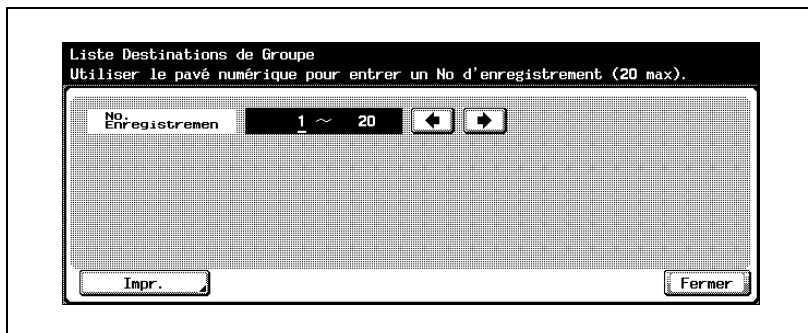 Liste Destinations de Groupe
Utiliser le pavé numérique pour entrer un No d'enregistrement (20 max).
No.
Enregistremen
1 ~ 20
Impr.
Fermer